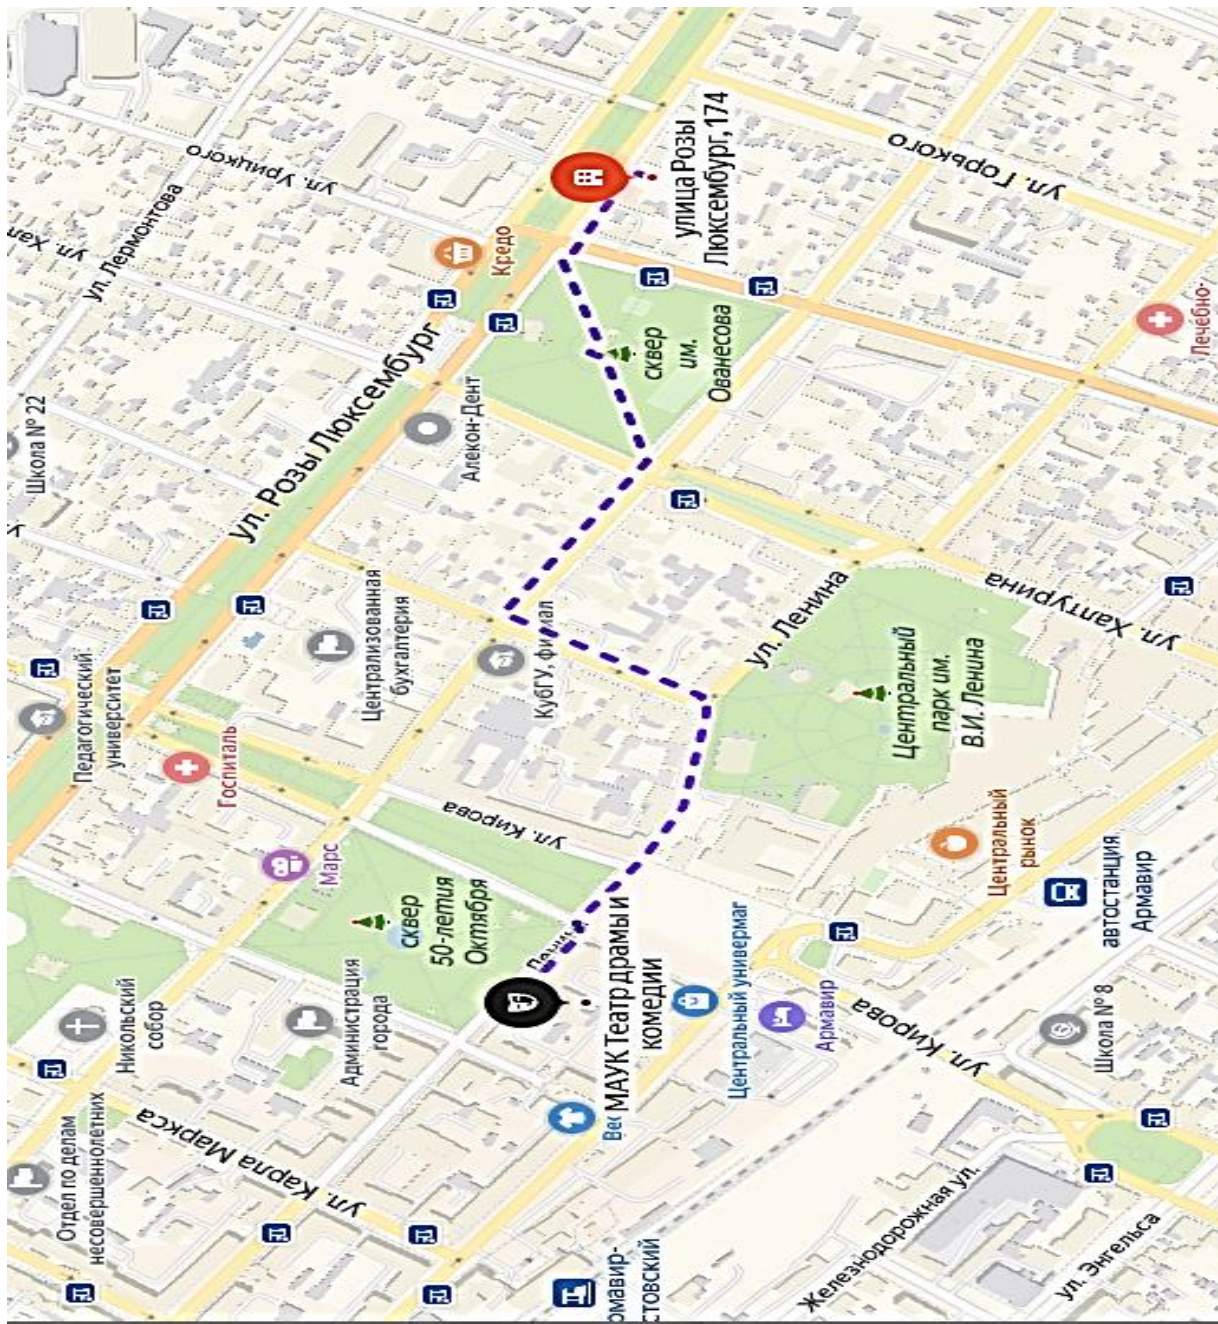 ул. Урицкого
ул. Лермонтова
Школа № 22
ул. Розы Люксембург
Кредо
улица Розы
Люксембург, 174
ул. Горького
сквер
им.
Ованесова
Алекон-Дент
Лечебно-
Централизованная
бухгалтерия
КубГУ, филиал
ул. Ленина
ул. Халтурина
Центральный
парк им.
В.И. Ленина
Педагогический
университет
Госпиталь
Марс
ул. Кирова
сквер
50-летия
Октября
Центральный
рынок
автостанция
Армавир
Никольский
собор
Администрация
города
МАУК Театр драмы и
комедии
Центральный универмаг
Армавир
ул. Кирова
Школа № 8
Отдел по делам
несовершеннолетних
ул. Карла Маркса
Железнодорожная ул.
ул. Энгельса